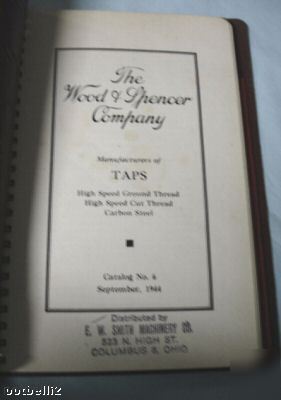 The
Wood & Spencer
Company
Manufacturers of
TAPS
High Speed Ground Thread
High Speed Cut Thread
Carbon Steel
Catalog No. 4
September, 1944
Distributed by
E. W. SMITH MACHINERY CO.
523 N. HIGH ST.
COLUMBUS 8, OHIO
ootbelli2